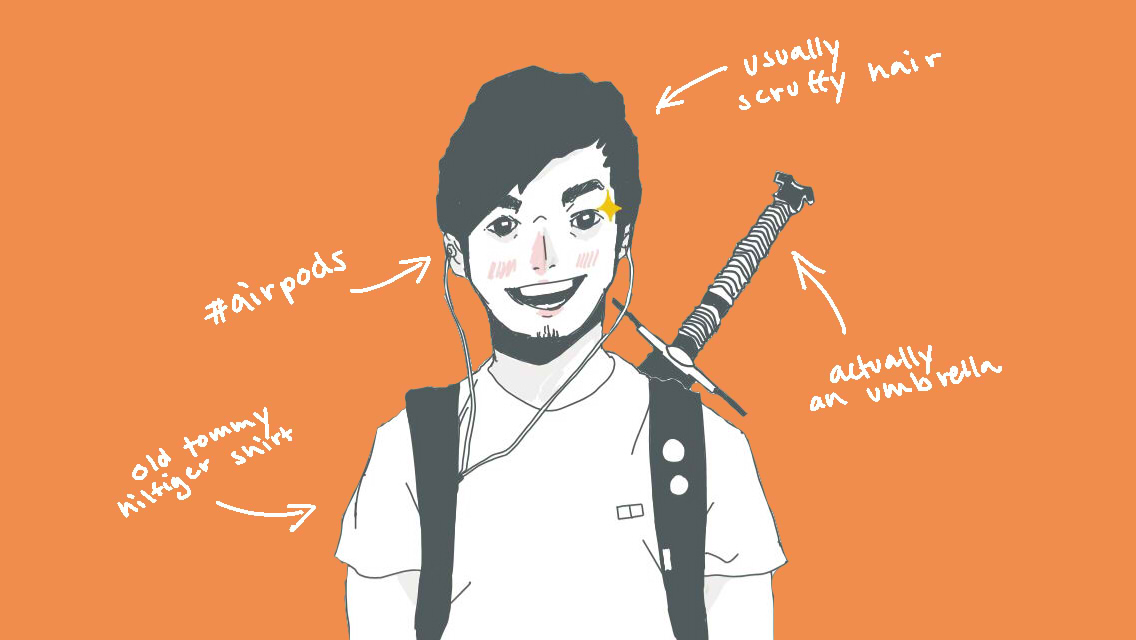 usually
scruffy hair
#airpods
actually
an umbrella
old tommy
hilfiger shirt